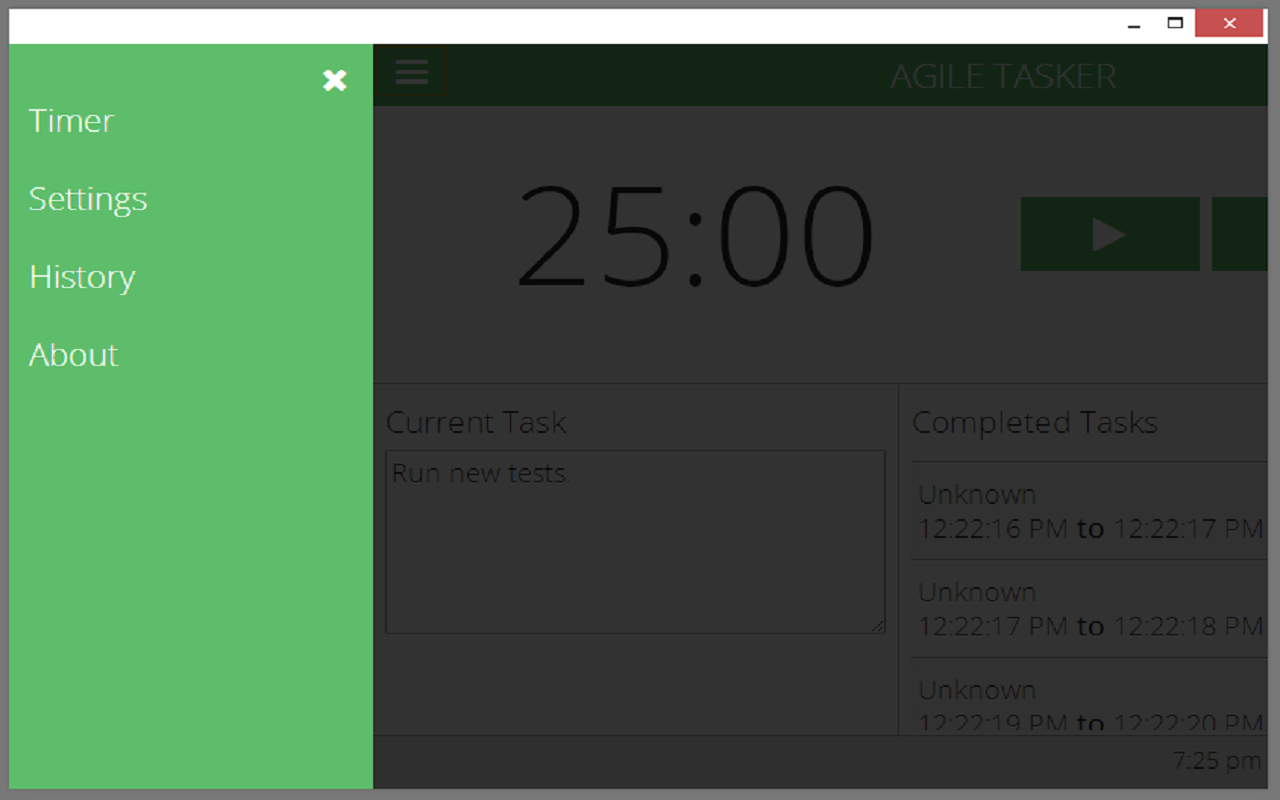 Timer
Settings
History
About
AGILE TASKER
25:00
Current Task
Run new tests.
Completed Tasks
Unknown
12:22:16 PM to 12:22:17 PM
Unknown
12:22:17 PM to 12:22:18 PM
Unknown
12:22:19 PM to 12:22:20 PM
7:25 pm